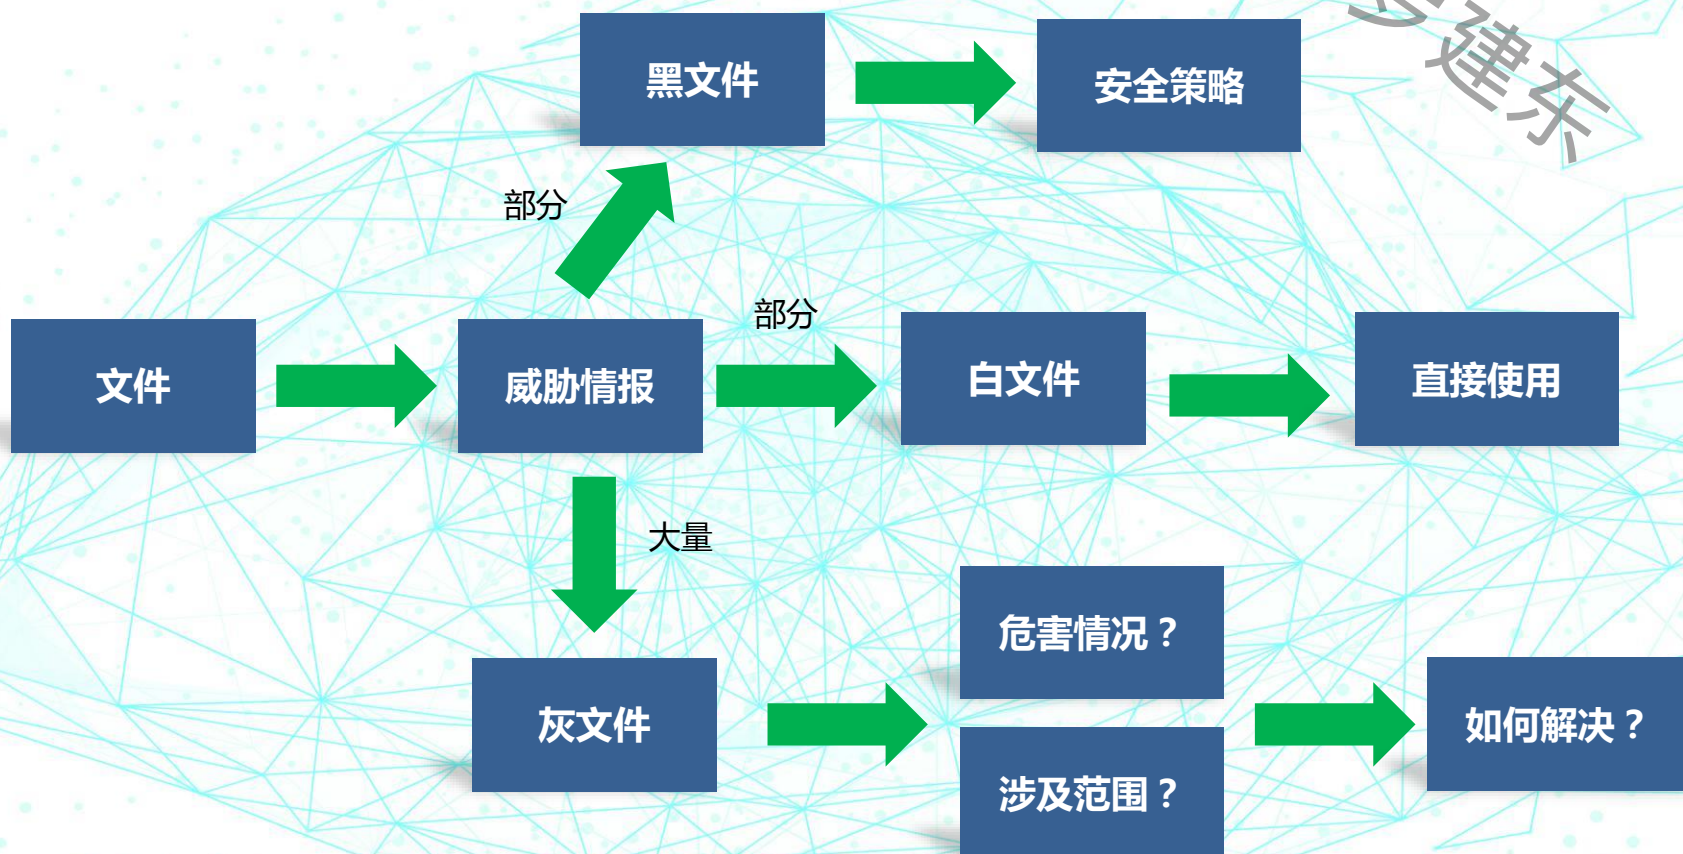 黑文件
安全策略
建东
部分
部分
文件
威胁情报
白文件
直接使用
大量
危害情况？
灰文件
如何解决？
涉及范围？